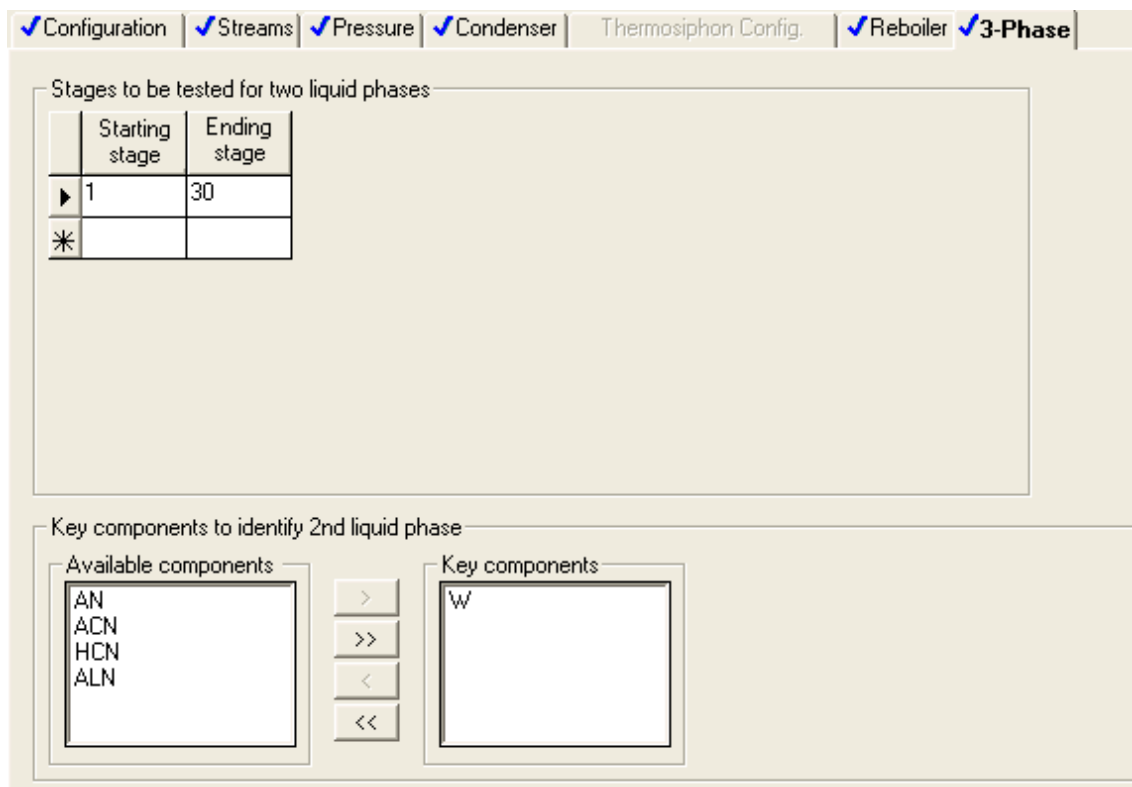 Configuration Streams Pressure Condenser Thermosiphon Config. Reboiler 3-Phase
Stages to be tested for two liquid phases
Starting stage Ending stage
1 30
Key components to identify 2nd liquid phase
Available components Key components
AN > W
ACN
HCN >>
ALN <
<<